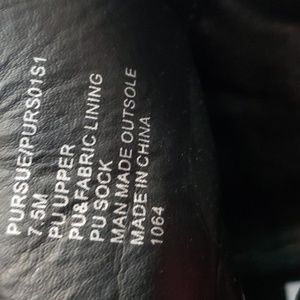 PURSUE/PURS01S1
7-5M
PU UPPER
PU&FABRIC LINING
PU SOCK
MAN MADE OUTSOLE
MADE IN CHINA
1064